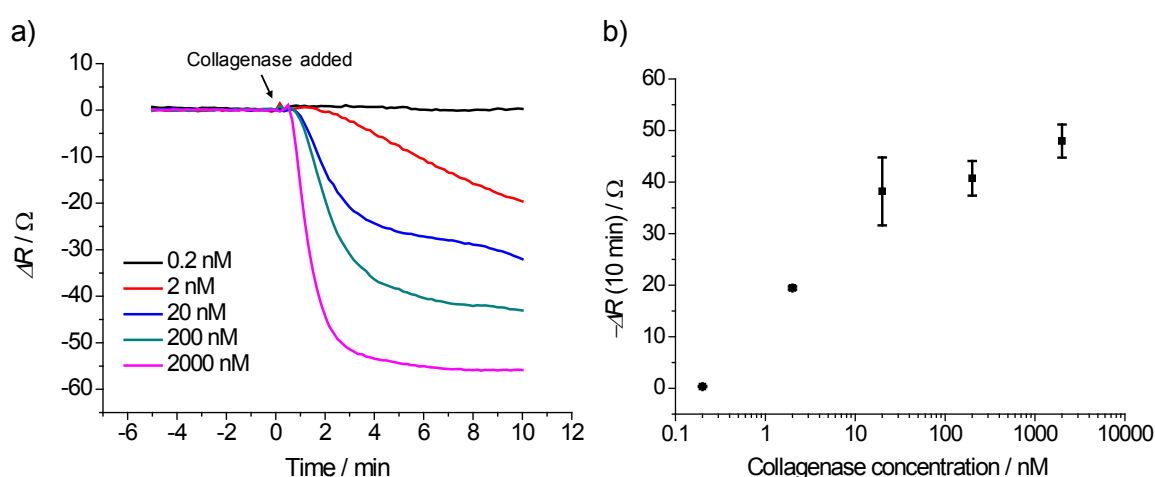 a)
Collagenase added
10
0
-10
-20
-30
-40
-50
-60
ΔR / Ω
0.2 nM
2 nM
20 nM
200 nM
2000 nM
-6 -4 -2 0 2 4 6 8 10 12
Time / min
b)
60
50
40
30
20
10
0
–ΔR (10 min) / Ω
0.1 1 10 100 1000 10000
Collagenase concentration / nM